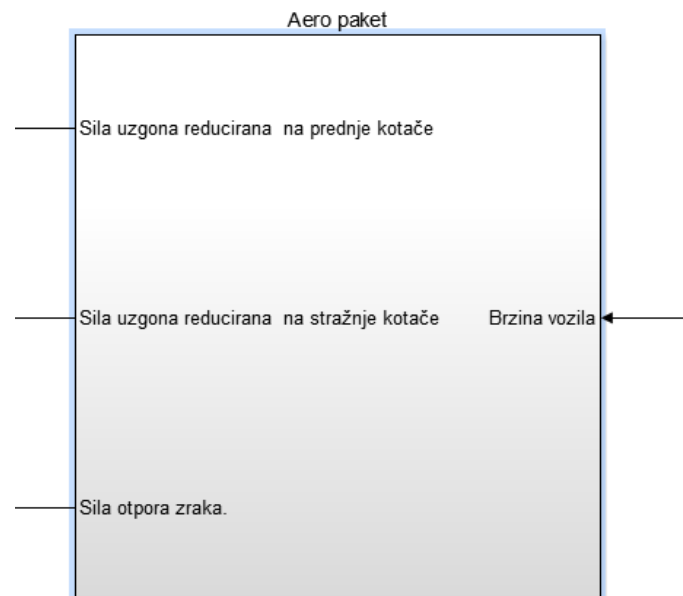 Aero paket
Sila uzgona reducirana  na prednje kotače
Sila uzgona reducirana  na stražnje kotače
Brzina vozila
Sila otpora zraka.